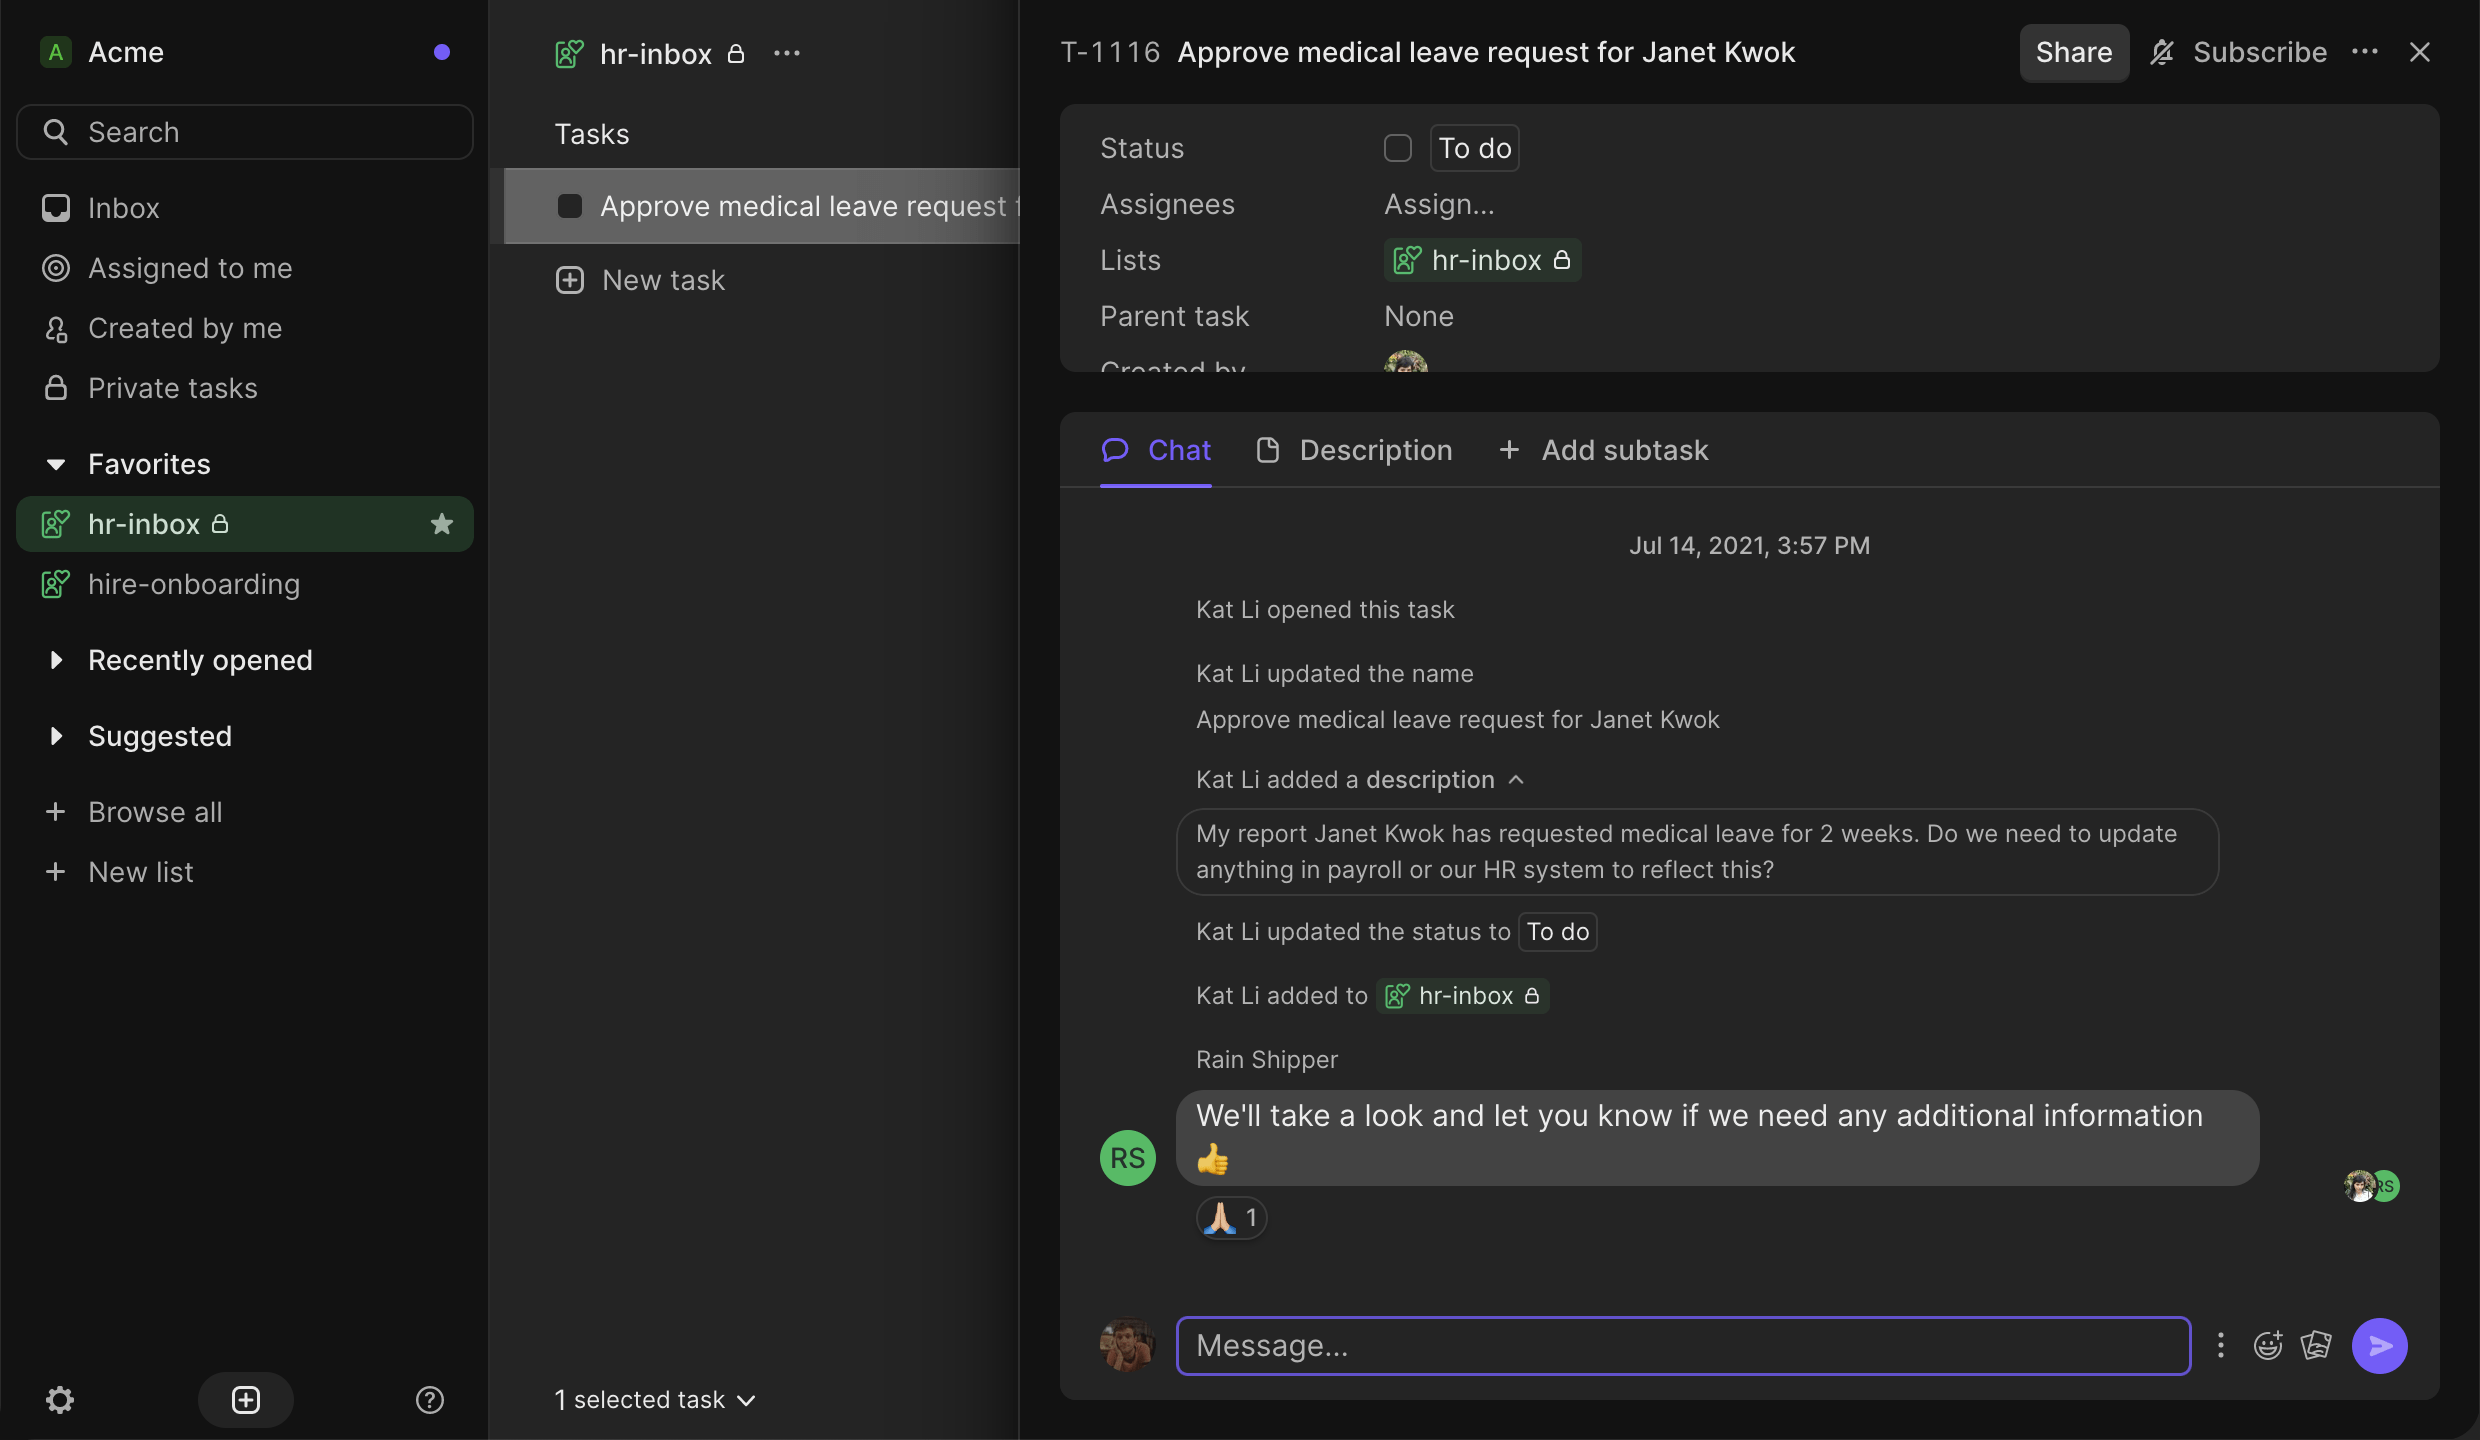 A Acme
Search
Inbox
Assigned to me
Created by me
Private tasks
Favorites
hr-inbox
hire-onboarding
Recently opened
Suggested
Browse all
New list
hr-inbox
Tasks
Approve medical leave request f
New task
1 selected task
T-1116 Approve medical leave request for Janet Kwok
Share
Subscribe
Status To do
Assignees Assign...
Lists hr-inbox
Parent task None
Created by
Chat Description Add subtask
Jul 14, 2021, 3:57 PM
Kat Li opened this task
Kat Li updated the name
Approve medical leave request for Janet Kwok
Kat Li added a description
My report Janet Kwok has requested medical leave for 2 weeks. Do we need to update
anything in payroll or our HR system to reflect this?
Kat Li updated the status to To do
Kat Li added to hr-inbox
Rain Shipper
We'll take a look and let you know if we need any additional information
👍
RS
RS
🙏🏼 1
Message...